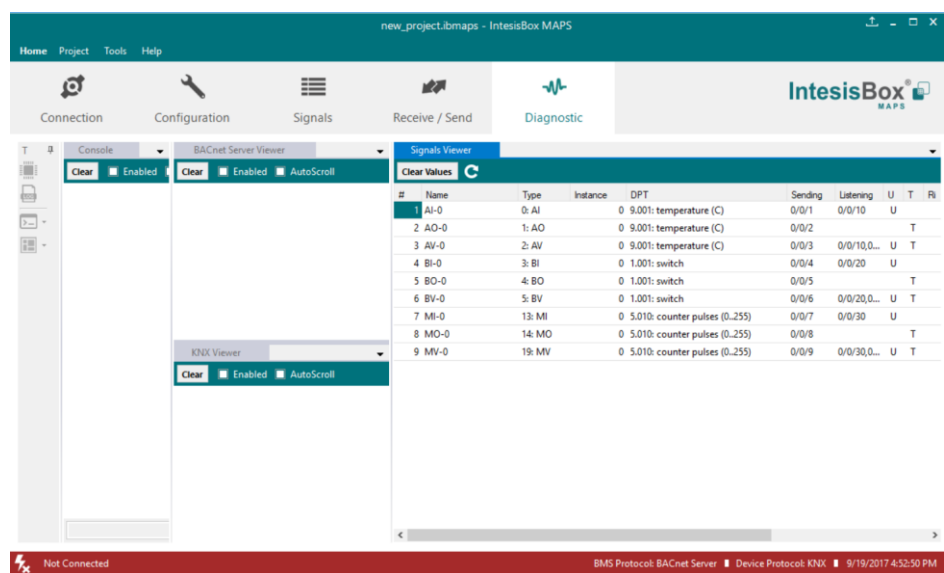 new_project.ibmaps - IntesisBox MAPS
Home Project Tools Help
Connection Configuration Signals Receive / Send Diagnostic
IntesisBox®
MAPS
T Console BACnet Server Viewer Signals Viewer
Clear Enabled Clear Enabled AutoScroll Clear Values
# Name Type Instance DPT Sending Listening U T Ri
1 AI-0 0: AI 0 9.001: temperature (C) 0/0/1 0/0/10 U
2 AO-0 1: AO 0 9.001: temperature (C) 0/0/2 T
3 AV-0 2: AV 0 9.001: temperature (C) 0/0/3 0/0/10,0... U T
4 BI-0 3: BI 0 1.001: switch 0/0/4 0/0/20 U
5 BO-0 4: BO 0 1.001: switch 0/0/5 T
6 BV-0 5: BV 0 1.001: switch 0/0/6 0/0/20,0... U T
7 MI-0 13: MI 0 5.010: counter pulses (0..255) 0/0/7 0/0/30 U
8 MO-0 14: MO 0 5.010: counter pulses (0..255) 0/0/8 T
9 MV-0 19: MV 0 5.010: counter pulses (0..255) 0/0/9 0/0/30,0... U T
KNX Viewer
Clear Enabled AutoScroll
Not Connected BMS Protocol: BACnet Server Device Protocol: KNX 9/19/2017 4:52:50 PM